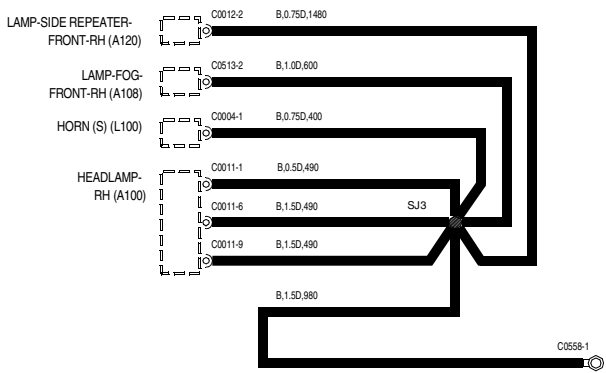 C0012-2 B,0.75D,1480
LAMP-SIDE REPEATER-
FRONT-RH (A120)
C0513-2 B,1.0D,600
LAMP-FOG-
FRONT-RH (A108)
C0004-1 B,0.75D,400
HORN (S) (L100)
C0011-1 B,0.5D,490
HEADLAMP-
RH (A100)
C0011-6 B,1.5D,490
SJ3
C0011-9 B,1.5D,490
B,1.5D,980
C0558-1